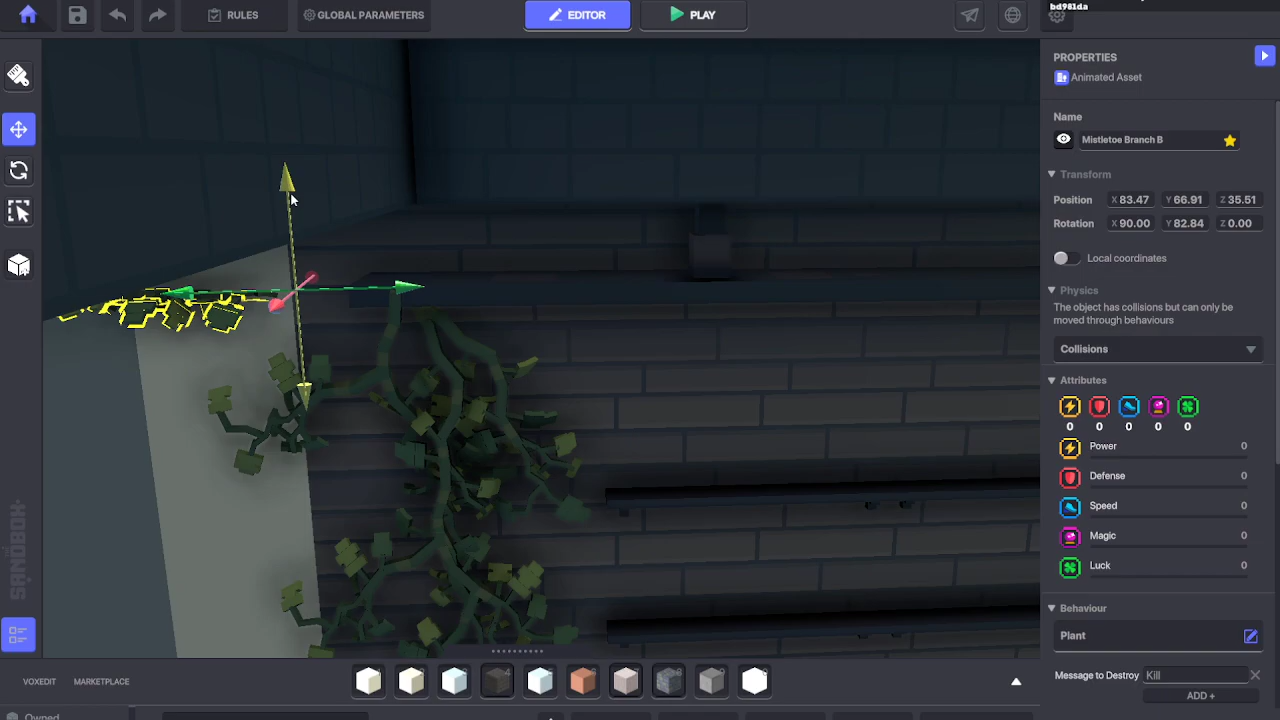 bd981da
RULES
GLOBAL PARAMETERS
EDITOR
PLAY
PROPERTIES
Animated Asset
Name
Mistletoe Branch B
Transform
Position X 83.47 Y 66.91 Z 35.51
Rotation X 90.00 Y 82.84 Z 0.00
Local coordinates
Physics
The object has collisions but can only
moved through behaviours
Collisions
Attributes
0 0 0 0 0
Power 0
Defense 0
Speed 0
Magic 0
Luck 0
Behaviour
Plant
Message to Destroy Kill
ADD +
THE SANDBOX
VOXEDIT MARKETPLACE
Owned